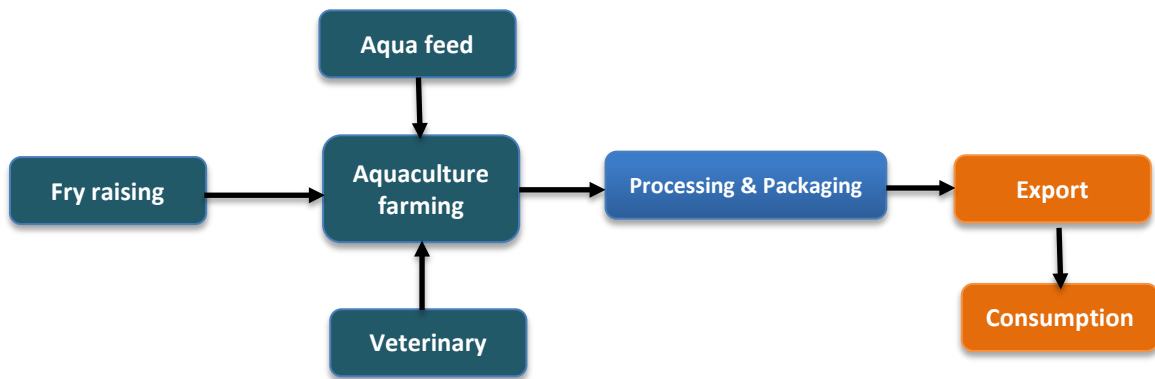 Aqua feed
Fry raising
Aquaculture
farming
Processing & Packaging
Export
Veterinary
Consumption